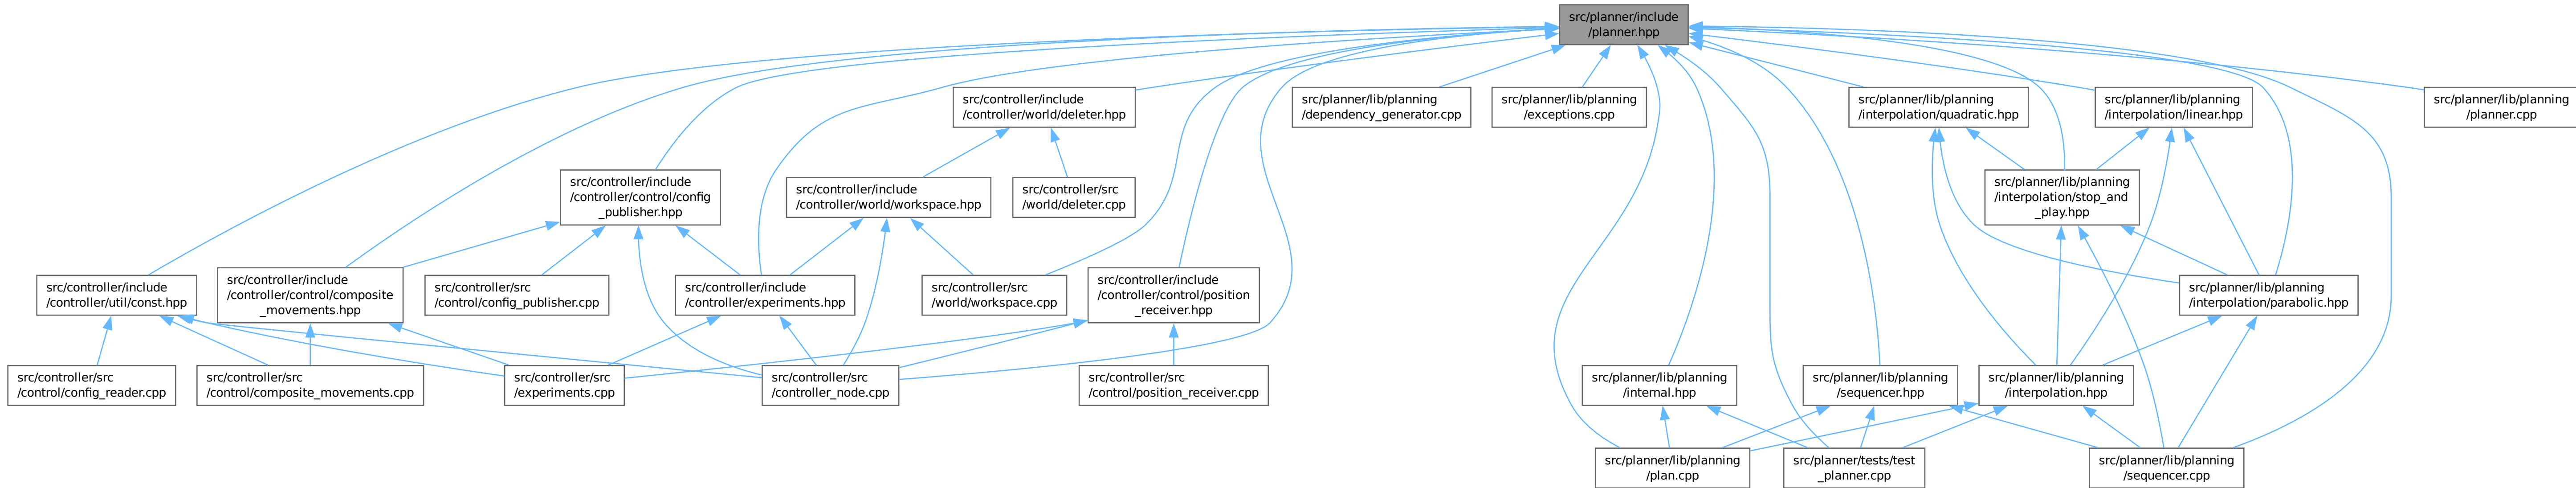 src/planner/include
/planner.hpp
src/controller/include
/controller/world/deleter.hpp
src/planner/lib/planning
/dependency_generator.cpp
src/planner/lib/planning
/exceptions.cpp
src/planner/lib/planning
/interpolation/quadratic.hpp
src/planner/lib/planning
/interpolation/linear.hpp
src/planner/lib/planning
/planner.cpp
src/controller/include
/controller/control/config
_publisher.hpp
src/controller/include
/controller/world/workspace.hpp
src/controller/src
/world/deleter.cpp
src/planner/lib/planning
/interpolation/stop_and
_play.hpp
src/controller/include
/controller/util/const.hpp
src/controller/include
/controller/control/composite
_movements.hpp
src/controller/src
/control/config_publisher.cpp
src/controller/include
/controller/experiments.hpp
src/controller/src
/world/workspace.cpp
src/controller/include
/controller/control/position
_receiver.hpp
src/planner/lib/planning
/interpolation/parabolic.hpp
src/controller/src
/control/config_reader.cpp
src/controller/src
/control/composite_movements.cpp
src/controller/src
/experiments.cpp
src/controller/src
/controller_node.cpp
src/controller/src
/control/position_receiver.cpp
src/planner/lib/planning
/internal.hpp
src/planner/lib/planning
/sequencer.hpp
src/planner/lib/planning
/interpolation.hpp
src/planner/lib/planning
/plan.cpp
src/planner/tests/test
_planner.cpp
src/planner/lib/planning
/sequencer.cpp